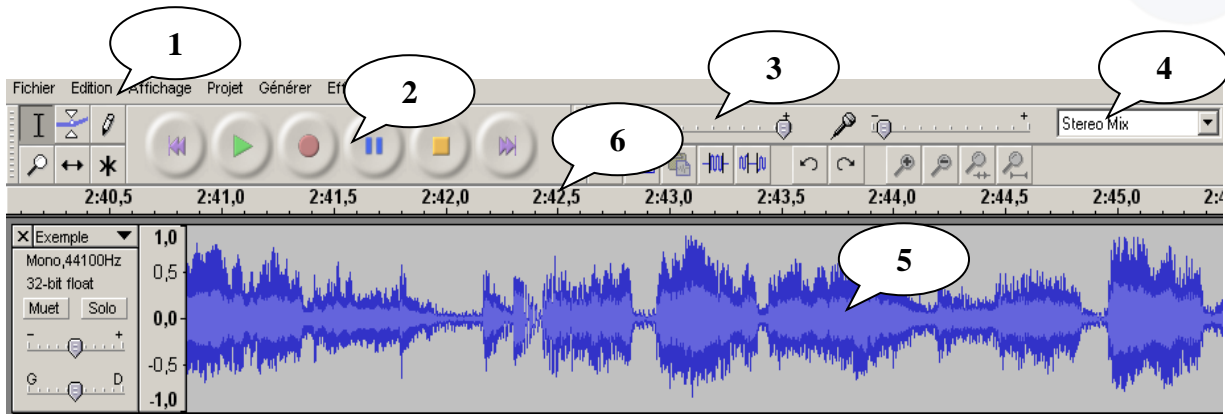 1
2
3
4
6
5
Fichier Edition Affichage Projet Générer
Stereo Mix
2:40,5 2:41,0 2:41,5 2:42,0 2:42,5 2:43,0 2:43,5 2:44,0 2:44,5 2:45,0
Exemple
Mono,44100Hz
32-bit float
Muet Solo
- +
G D
1,0
0,5
0,0
-0,5
-1,0